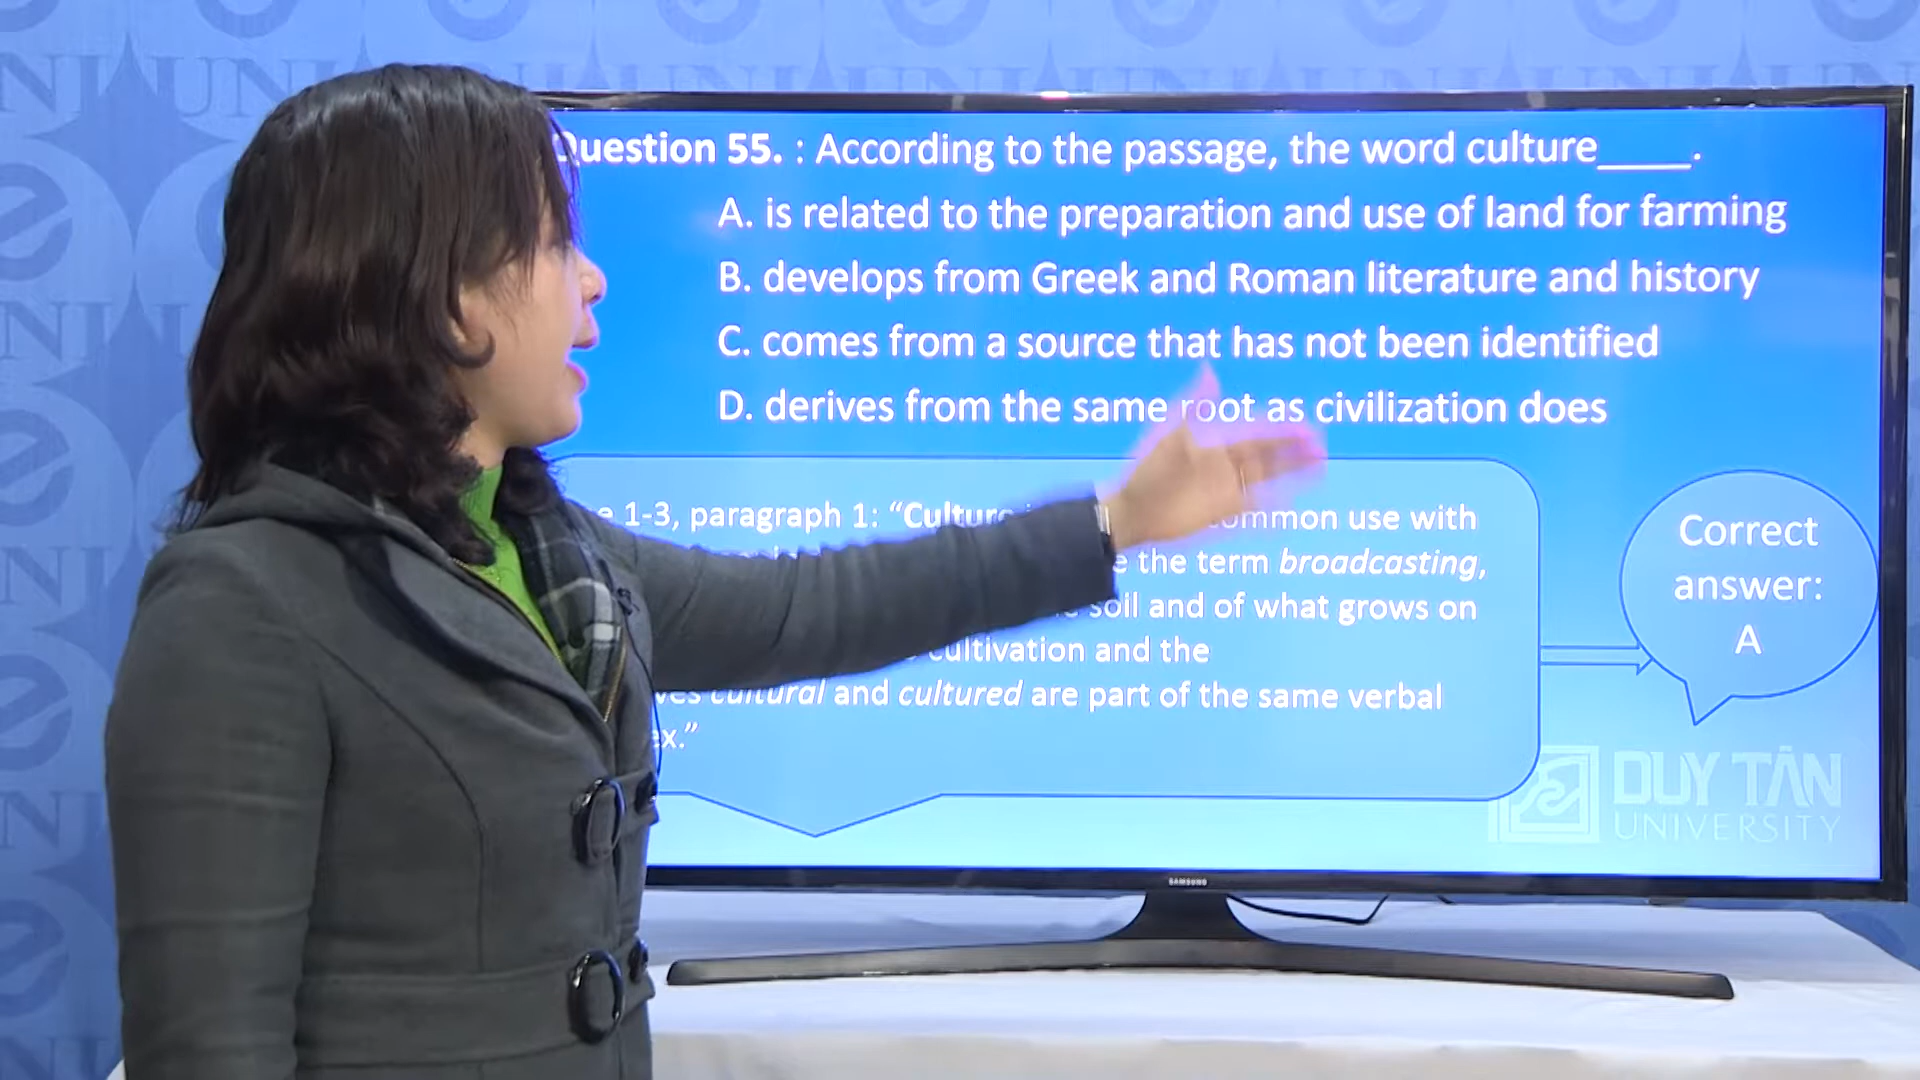 Question 55. : According to the passage, the word culture____.
A. is related to the preparation and use of land for farming
B. develops from Greek and Roman literature and history
C. comes from a source that has not been identified
D. derives from the same root as civilization does
1-3, paragraph 1: “Culture common use with
the term broadcasting,
soil and of what grows on
cultivation and the
cultural and cultured are part of the same verbal
Correct
answer:
A
DUY TÂN
UNIVERSITY
SAMSUNG